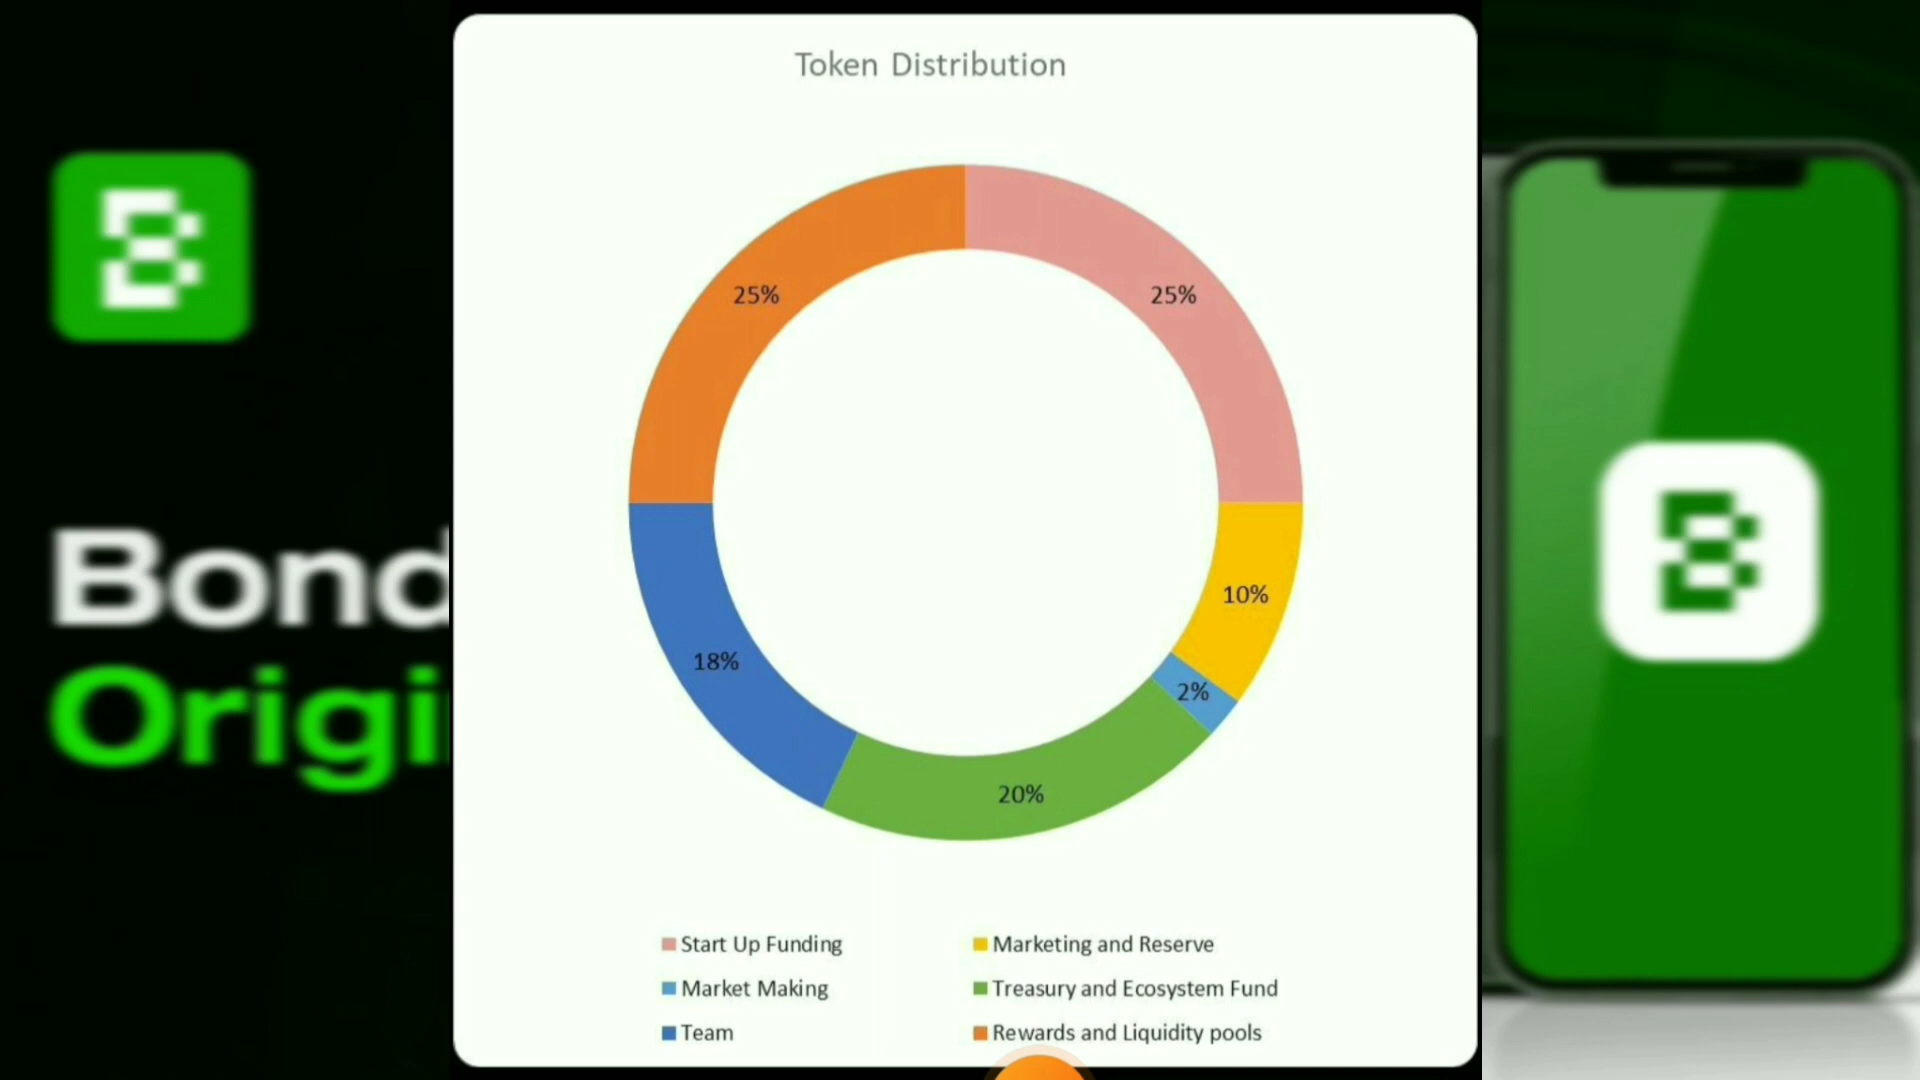 Token Distribution
25%
25%
10%
18%
2%
20%
Start Up Funding
Marketing and Reserve
Market Making
Treasury and Ecosystem Fund
Team
Rewards and Liquidity pools
B
Bond
Origi
B